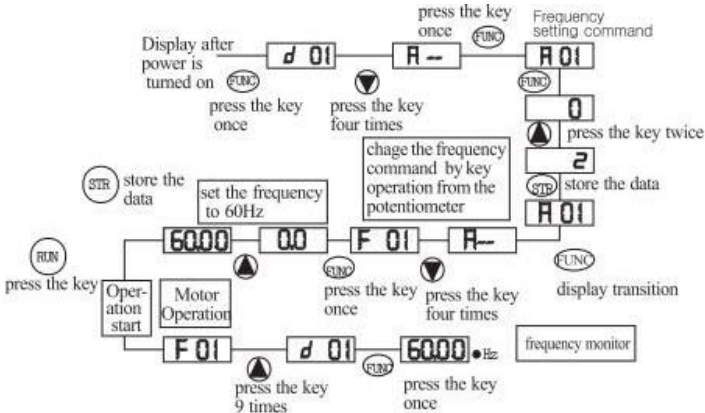 Display after
power is
turned on
FUNC
press the key
once
d 01
press the key
four times
A --
press the key
once
FUNC
Frequency
setting command
A 01
FUNC
0
press the key twice
2
STR
store the data
A 01
FUNC
display transition
chage the frequency
command by key
operation from the
potentiometer
A--
press the key
four times
F 01
FUNC
press the key
once
0.0
set the frequency
to 60Hz
60.00
STR
store the
data
RUN
press the key
Oper-
ation
start
Motor
Operation
F 01
press the key
9 times
d 01
FUNC
press the key
once
60.00
Hz
frequency monitor